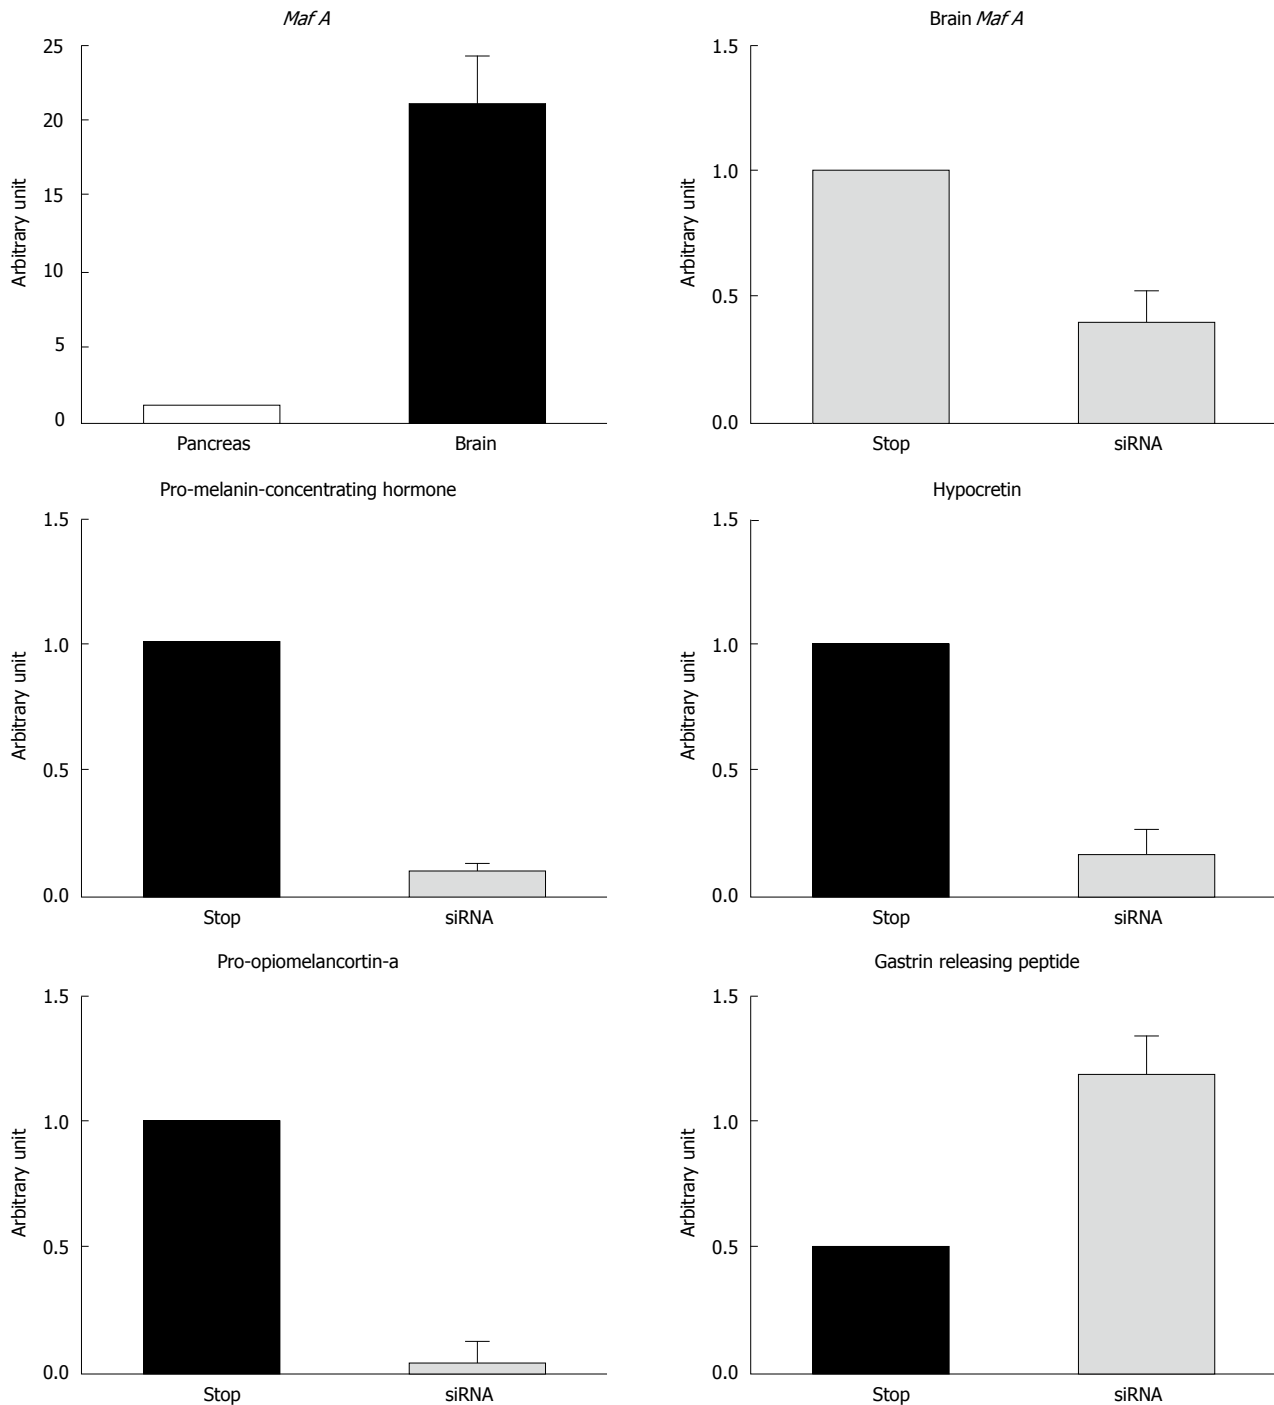 Maf A
25
20
15
10
5
0
Arbitrary unit
Pancreas Brain
Brain Maf A
1.5
1.0
0.5
0.0
Arbitrary unit
Stop siRNA
Pro-melanin-concentrating hormone
1.5
1.0
0.5
0.0
Arbitrary unit
Stop siRNA
Hypocretin
1.5
1.0
0.5
0.0
Arbitrary unit
Stop siRNA
Pro-opiomelancortin-a
1.5
1.0
0.5
0.0
Arbitrary unit
Stop siRNA
Gastrin releasing peptide
1.5
1.0
0.5
0.0
Arbitrary unit
Stop siRNA